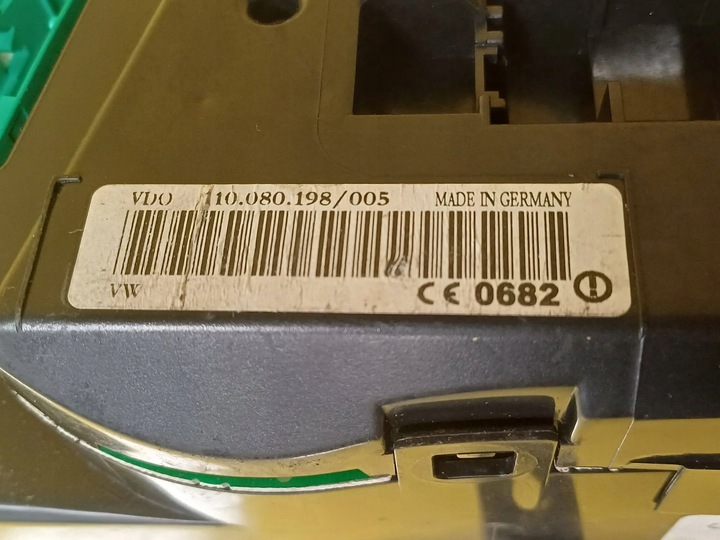 VDO 110.080.198/005 MADE IN GERMANY
VW CE 0682